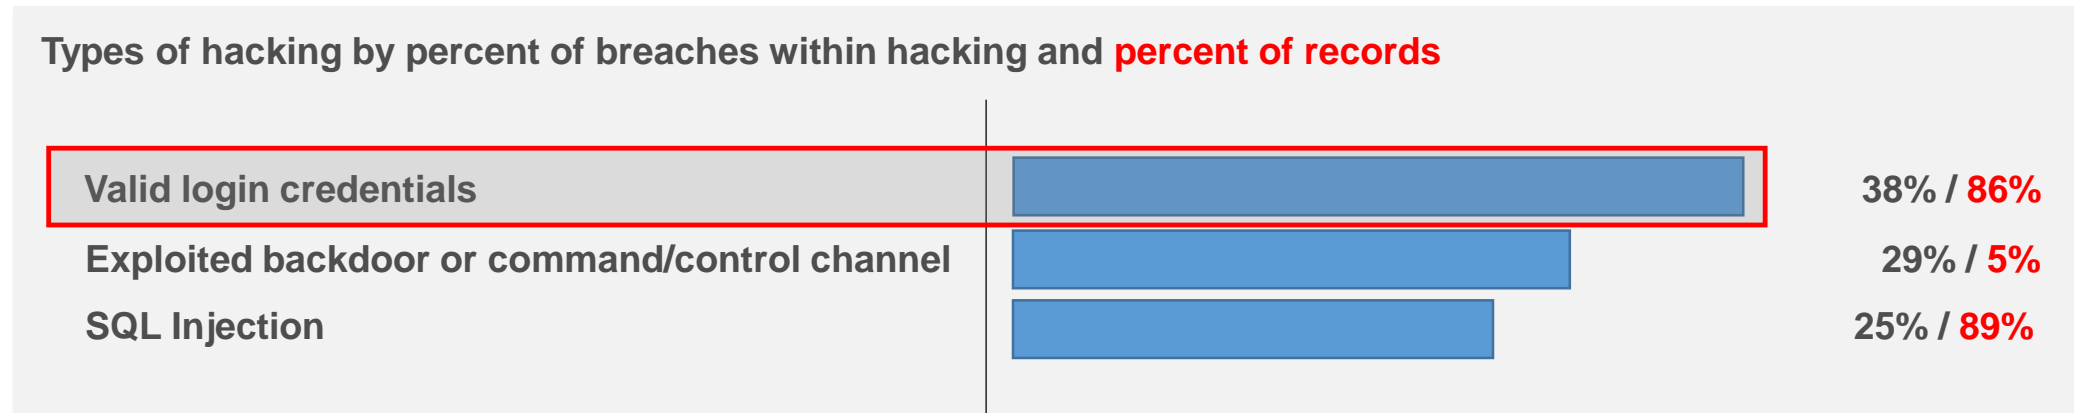 Types of hacking by percent of breaches within hacking and percent of records
Valid login credentials 38% / 86%
Exploited backdoor or command/control channel 29% / 5%
SQL Injection 25% / 89%